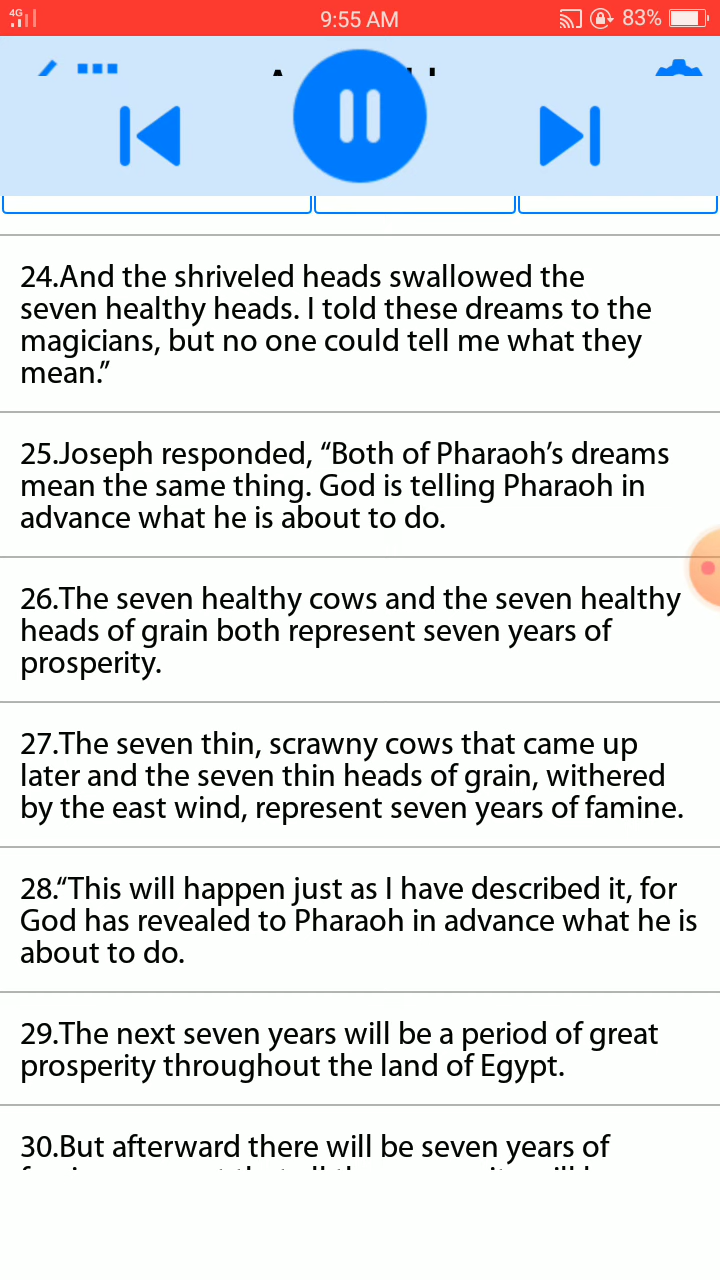 4G
9:55 AM
83%
24.And the shriveled heads swallowed the
seven healthy heads. I told these dreams to the
magicians, but no one could tell me what they
mean.”
25.Joseph responded, “Both of Pharaoh’s dreams
mean the same thing. God is telling Pharaoh in
advance what he is about to do.
26.The seven healthy cows and the seven healthy
heads of grain both represent seven years of
prosperity.
27.The seven thin, scrawny cows that came up
later and the seven thin heads of grain, withered
by the east wind, represent seven years of famine.
28.“This will happen just as I have described it, for
God has revealed to Pharaoh in advance what he is
about to do.
29.The next seven years will be a period of great
prosperity throughout the land of Egypt.
30.But afterward there will be seven years of